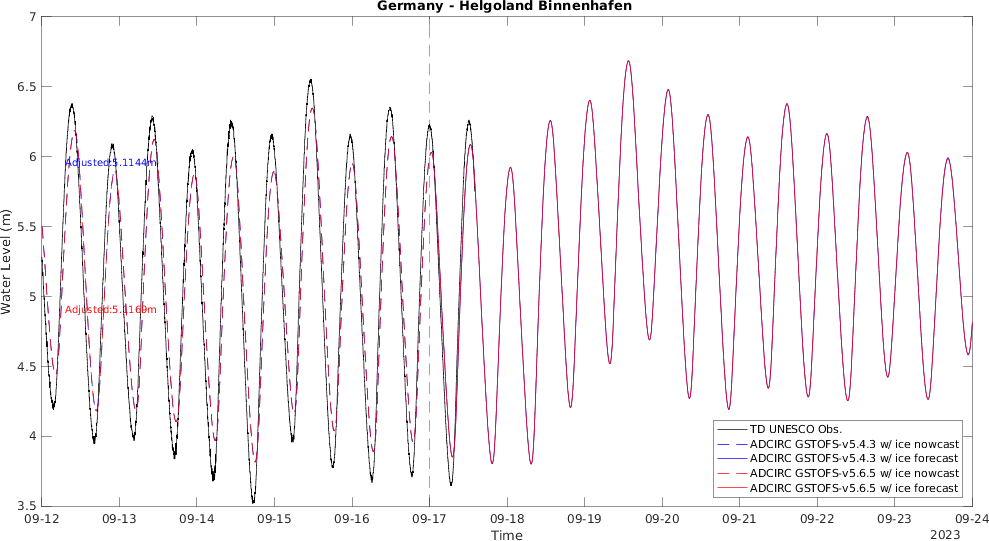 Germany - Helgoland Binnenhafen
7
6.5
6
5.5
5
4.5
4
3.5
Water Level (m)
Adjusted:5.1144m
Adjusted:5.1169m
TD UNESCO Obs.
ADCIRC GSTOFS-v5.4.3 w/ ice nowcast
ADCIRC GSTOFS-v5.4.3 w/ ice forecast
ADCIRC GSTOFS-v5.6.5 w/ ice nowcast
ADCIRC GSTOFS-v5.6.5 w/ ice forecast
09-12 09-13 09-14 09-15 09-16 09-17 09-18 09-19 09-20 09-21 09-22 09-23 09-24
Time
2023